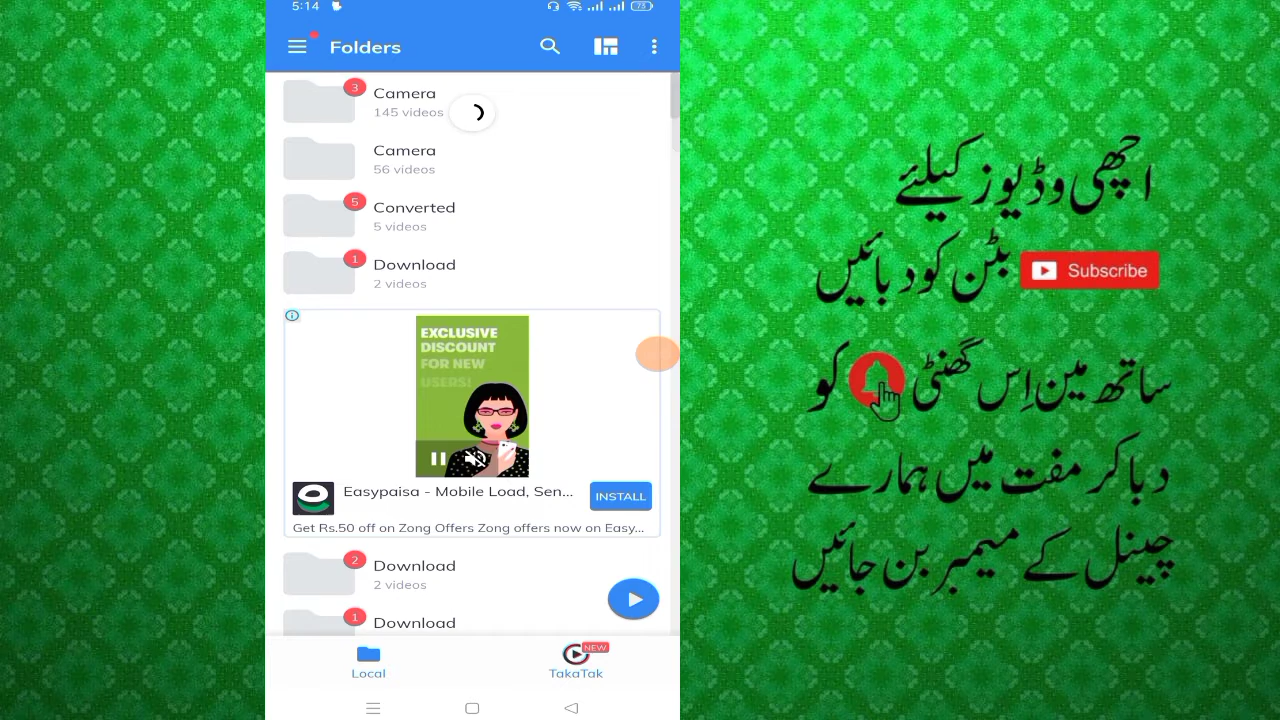 5:14
75
Folders
3
Camera
145 videos
Camera
56 videos
5
Converted
5 videos
1
Download
2 videos
EXCLUSIVE
DISCOUNT
FOR NEW
USERS!
Easypaisa - Mobile Load, Sen...
INSTALL
Get Rs.50 off on Zong Offers Zong offers now on Easy...
2
Download
2 videos
1
Download
Local
NEW
TakaTak
اچھی وڈیوز کیلئے
Subscribe بٹن کو دبائیں
ساتھ مین اِس گھنٹی کو
دبا کر مفت میں ہمارے
چینل کے میمبر بن جائیں